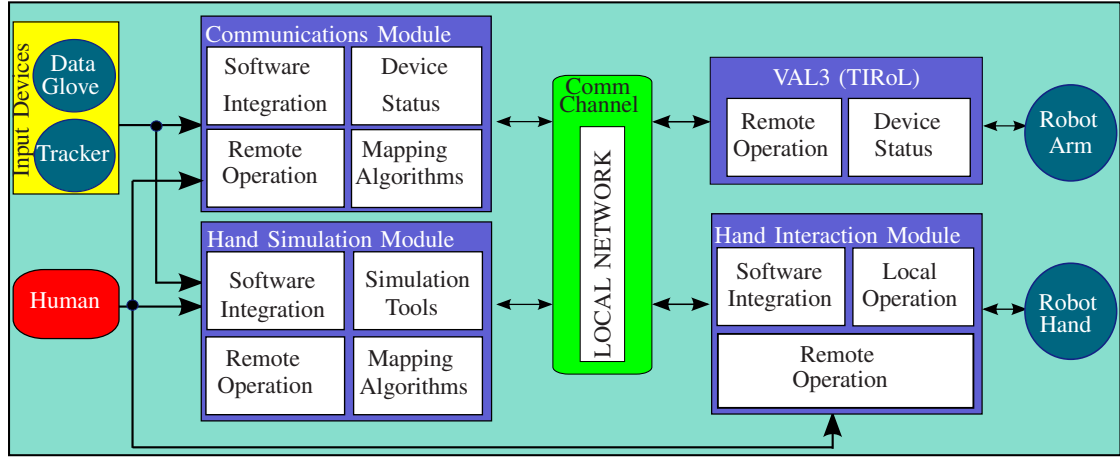 Input Devices
Data
Glove
Tracker
Human
Communications Module
Software
Integration
Device
Status
Remote
Operation
Mapping
Algorithms
Hand Simulation Module
Software
Integration
Simulation
Tools
Remote
Operation
Mapping
Algorithms
Comm
Channel
LOCAL NETWORK
VAL3 (TIRoL)
Remote
Operation
Device
Status
Robot
Arm
Hand Interaction Module
Software
Integration
Local
Operation
Remote
Operation
Robot
Hand